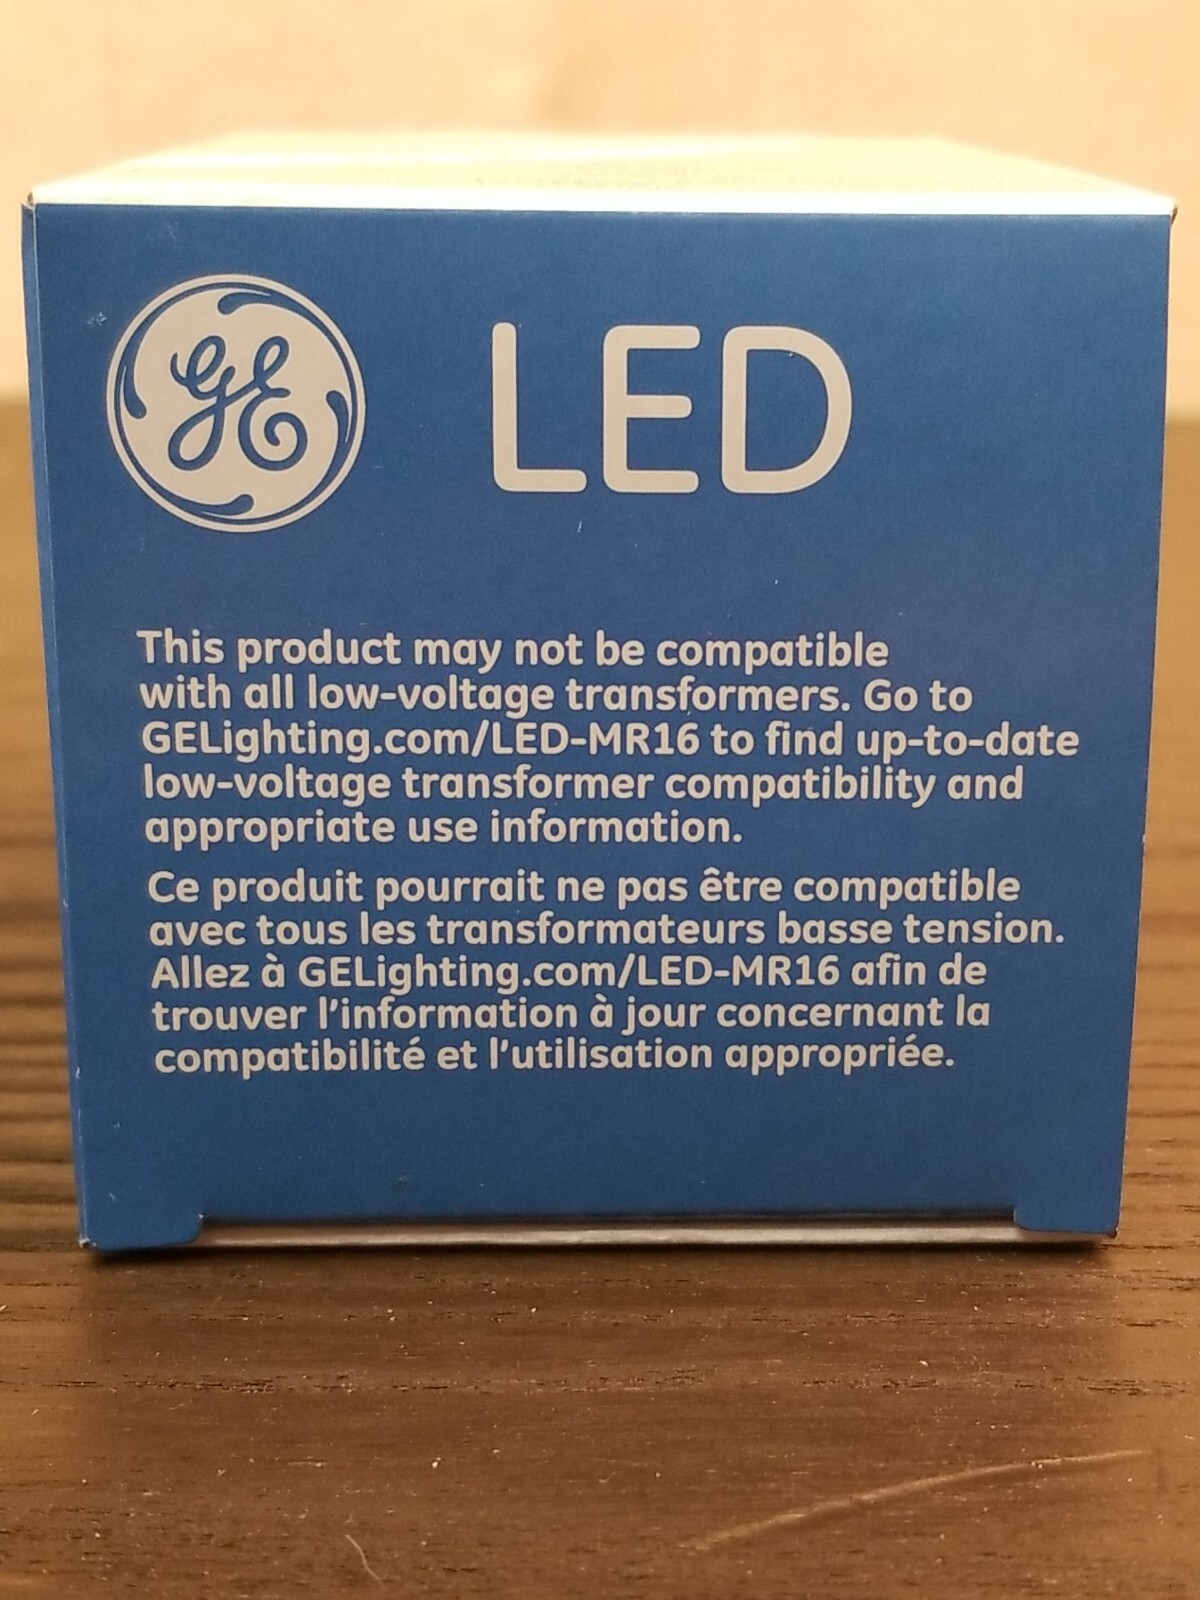 GE
LED
This product may not be compatible
with all low-voltage transformers. Go to
GELighting.com/LED-MR16 to find up-to-date
low-voltage transformer compatibility and
appropriate use information.
Ce produit pourrait ne pas être compatible
avec tous les transformateurs basse tension.
Allez à GELighting.com/LED-MR16 afin de
trouver l'information à jour concernant la
compatibilité et l'utilisation appropriée.